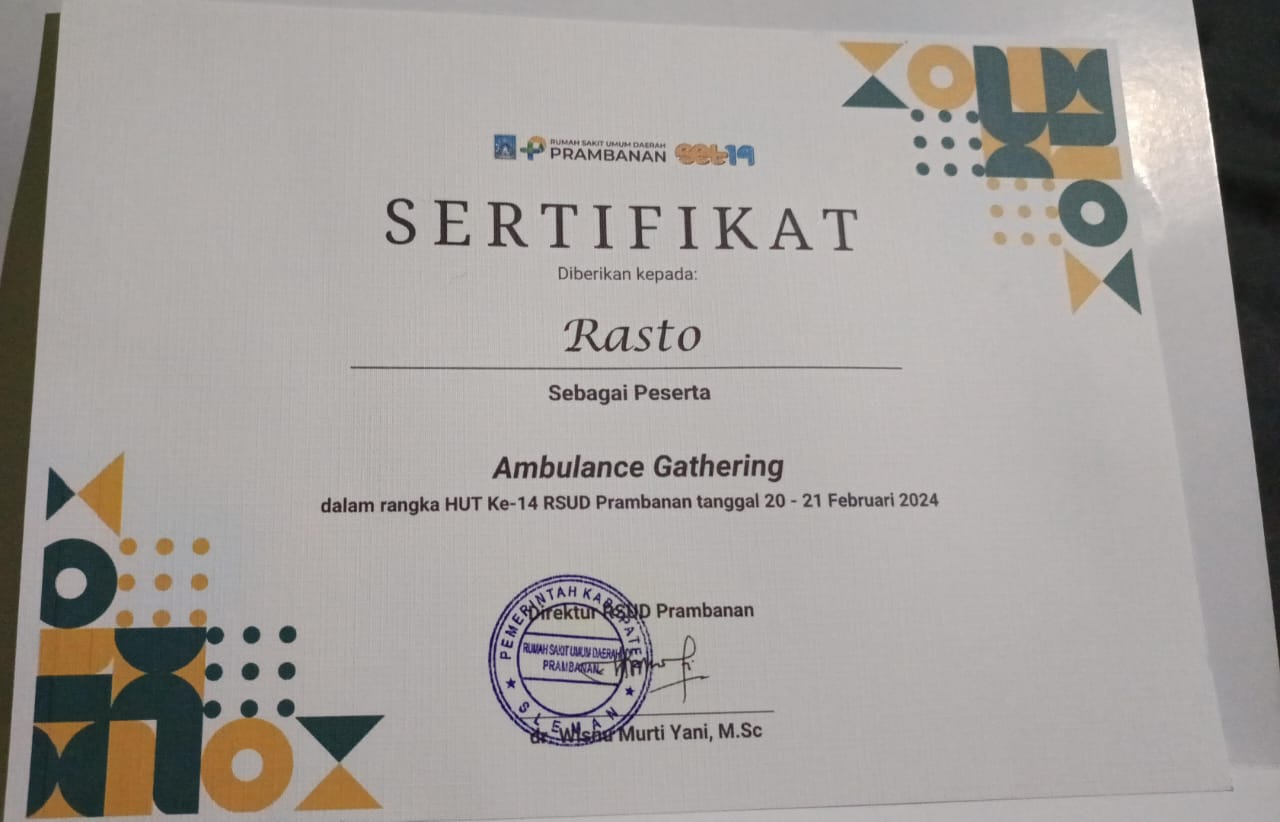 RUMAH SAKIT UMUM DAERAH
PRAMBANAN
SERTIFIKAT
Diberikan kepada:
Rasto
Sebagai Peserta
Ambulance Gathering
dalam rangka HUT Ke-14 RSUD Prambanan tanggal 20 - 21 Februari 2024
Direktur RSUD Prambanan
PEMERINTAH KABUPATEN
RUMAH SAKIT UMUM DAERAH
PRAMBANAN
SLEMAN
dr. Wisnu Murti Yani, M.Sc